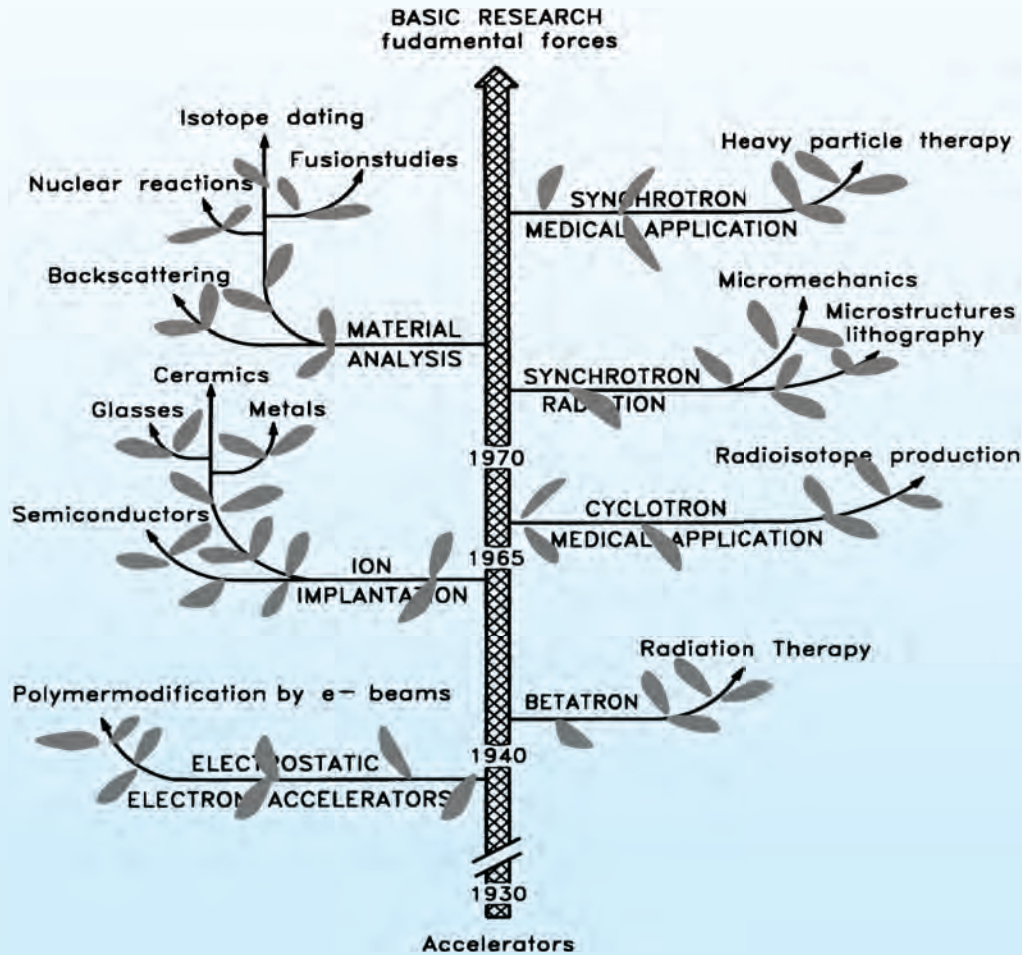 BASIC RESEARCH
fudamental forces
Isotope dating
Fusionstudies
Nuclear reactions
Backscattering
MATERIAL
ANALYSIS
Heavy particle therapy
SYNCHROTRON
MEDICAL APPLICATION
Micromechanics
Microstructures
lithography
SYNCHROTRON
RADIATION
Ceramics
Glasses
Metals
Semiconductors
ION
IMPLANTATION
1970
Radioisotope production
CYCLOTRON
MEDICAL APPLICATION
1965
Radiation Therapy
BETATRON
Polymermodification by e- beams
ELECTROSTATIC
ELECTRON ACCELERATORS
1940
1930
Accelerators